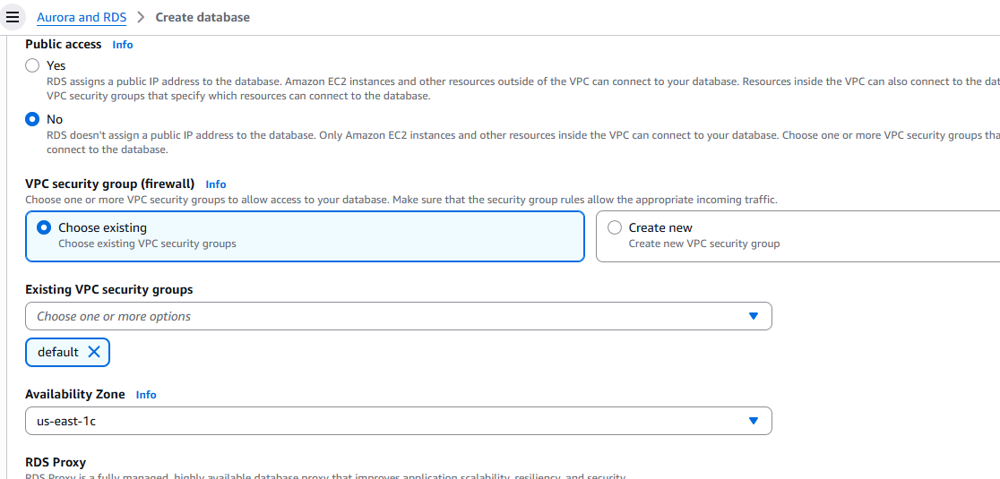 Aurora and RDS > Create database
Public access Info
Yes
RDS assigns a public IP address to the database. Amazon EC2 instances and other resources outside of the VPC can connect to your database. Resources inside the VPC can also connect to the
VPC security groups that specify which resources can connect to the database.
No
RDS doesn't assign a public IP address to the database. Only Amazon EC2 instances and other resources inside the VPC can connect to your database. Choose one or more VPC security groups
connect to the database.
VPC security group (firewall) Info
Choose one or more VPC security groups to allow access to your database. Make sure that the security group rules allow the appropriate incoming traffic.
Choose existing
Choose existing VPC security groups
Create new
Create new VPC security group
Existing VPC security groups
Choose one or more options
default
Availability Zone Info
us-east-1c
RDS Proxy
RDS Proxy is a fully managed, highly available database proxy that improves application scalability, resiliency, and security.